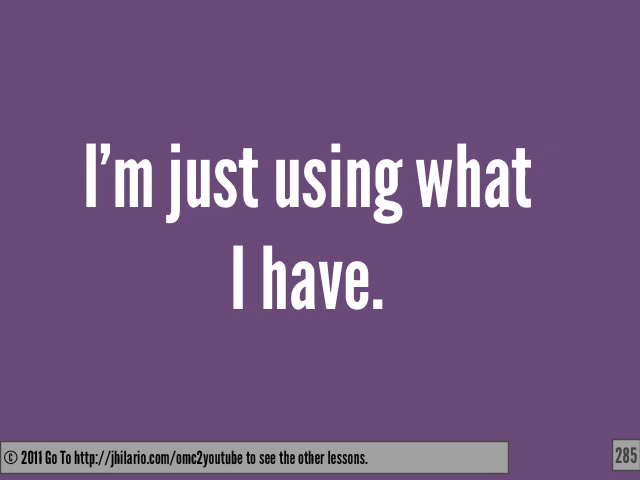 I’m just using what
I have.
© 2011 Go To http://jhilario.com/omc2youtube to see the other lessons.
285